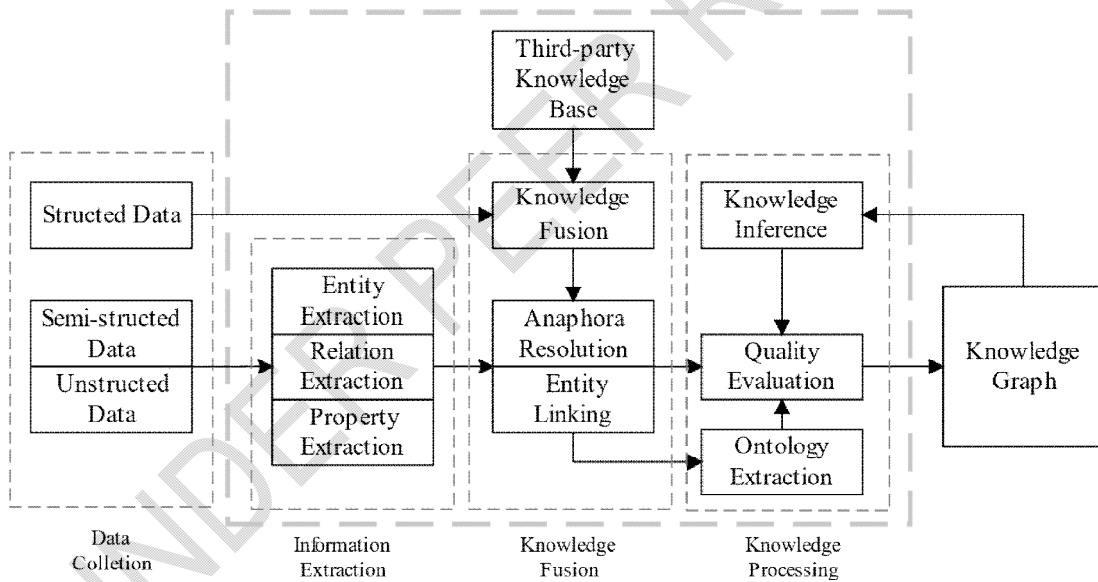 Third-party
Knowledge
Base
Structed Data
Knowledge
Fusion
Knowledge
Inference
Semi-structed
Data
Unstructed Data
Entity
Extraction
Relation
Extraction
Property
Extraction
Anaphora
Resolution
Entity
Linking
Quality
Evaluation
Ontology
Extraction
Knowledge
Graph
Data
Colletion
Information
Extraction
Knowledge
Fusion
Knowledge
Processing
NDER PEER R